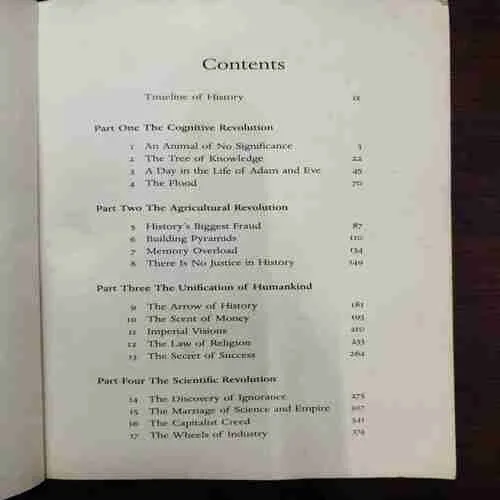 Contents
Timeline of History ix
Part One The Cognitive Revolution
1 An Animal of No Significance 3
2 The Tree of Knowledge 22
3 A Day in the Life of Adam and Eve 45
4 The Flood 70
Part Two The Agricultural Revolution
5 History's Biggest Fraud 87
6 Building Pyramids 110
7 Memory Overload 134
8 There Is No Justice in History 149
Part Three The Unification of Humankind
9 The Arrow of History 181
10 The Scent of Money 193
11 Imperial Visions 210
12 The Law of Religion 233
13 The Secret of Success 264
Part Four The Scientific Revolution
14 The Discovery of Ignorance 275
15 The Marriage of Science and Empire 307
16 The Capitalist Creed 341
17 The Wheels of Industry 374